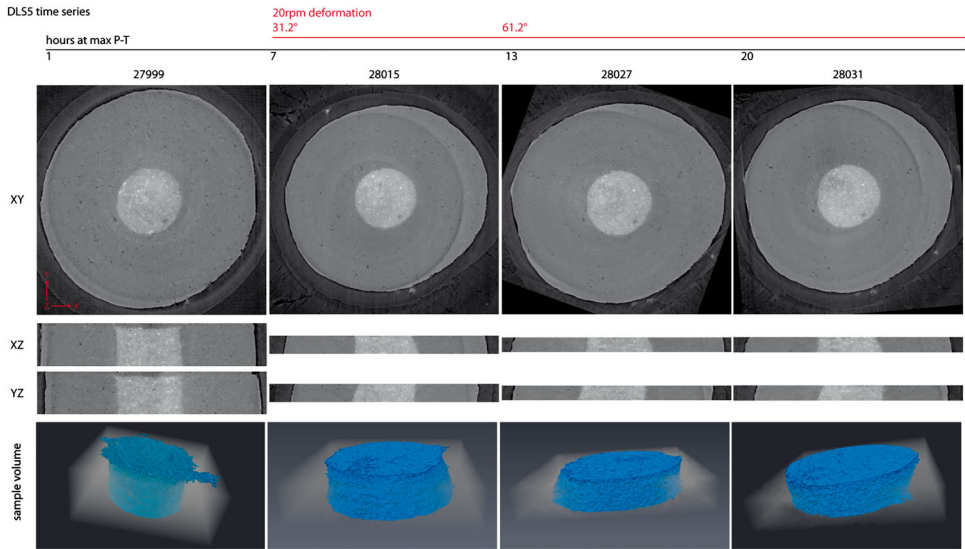 DLS5 time series
20rpm deformation
31.2° 61.2°
hours at max P-T
1 7 13 20
27999 28015 28027 28031
XY
XZ
YZ
sample volume